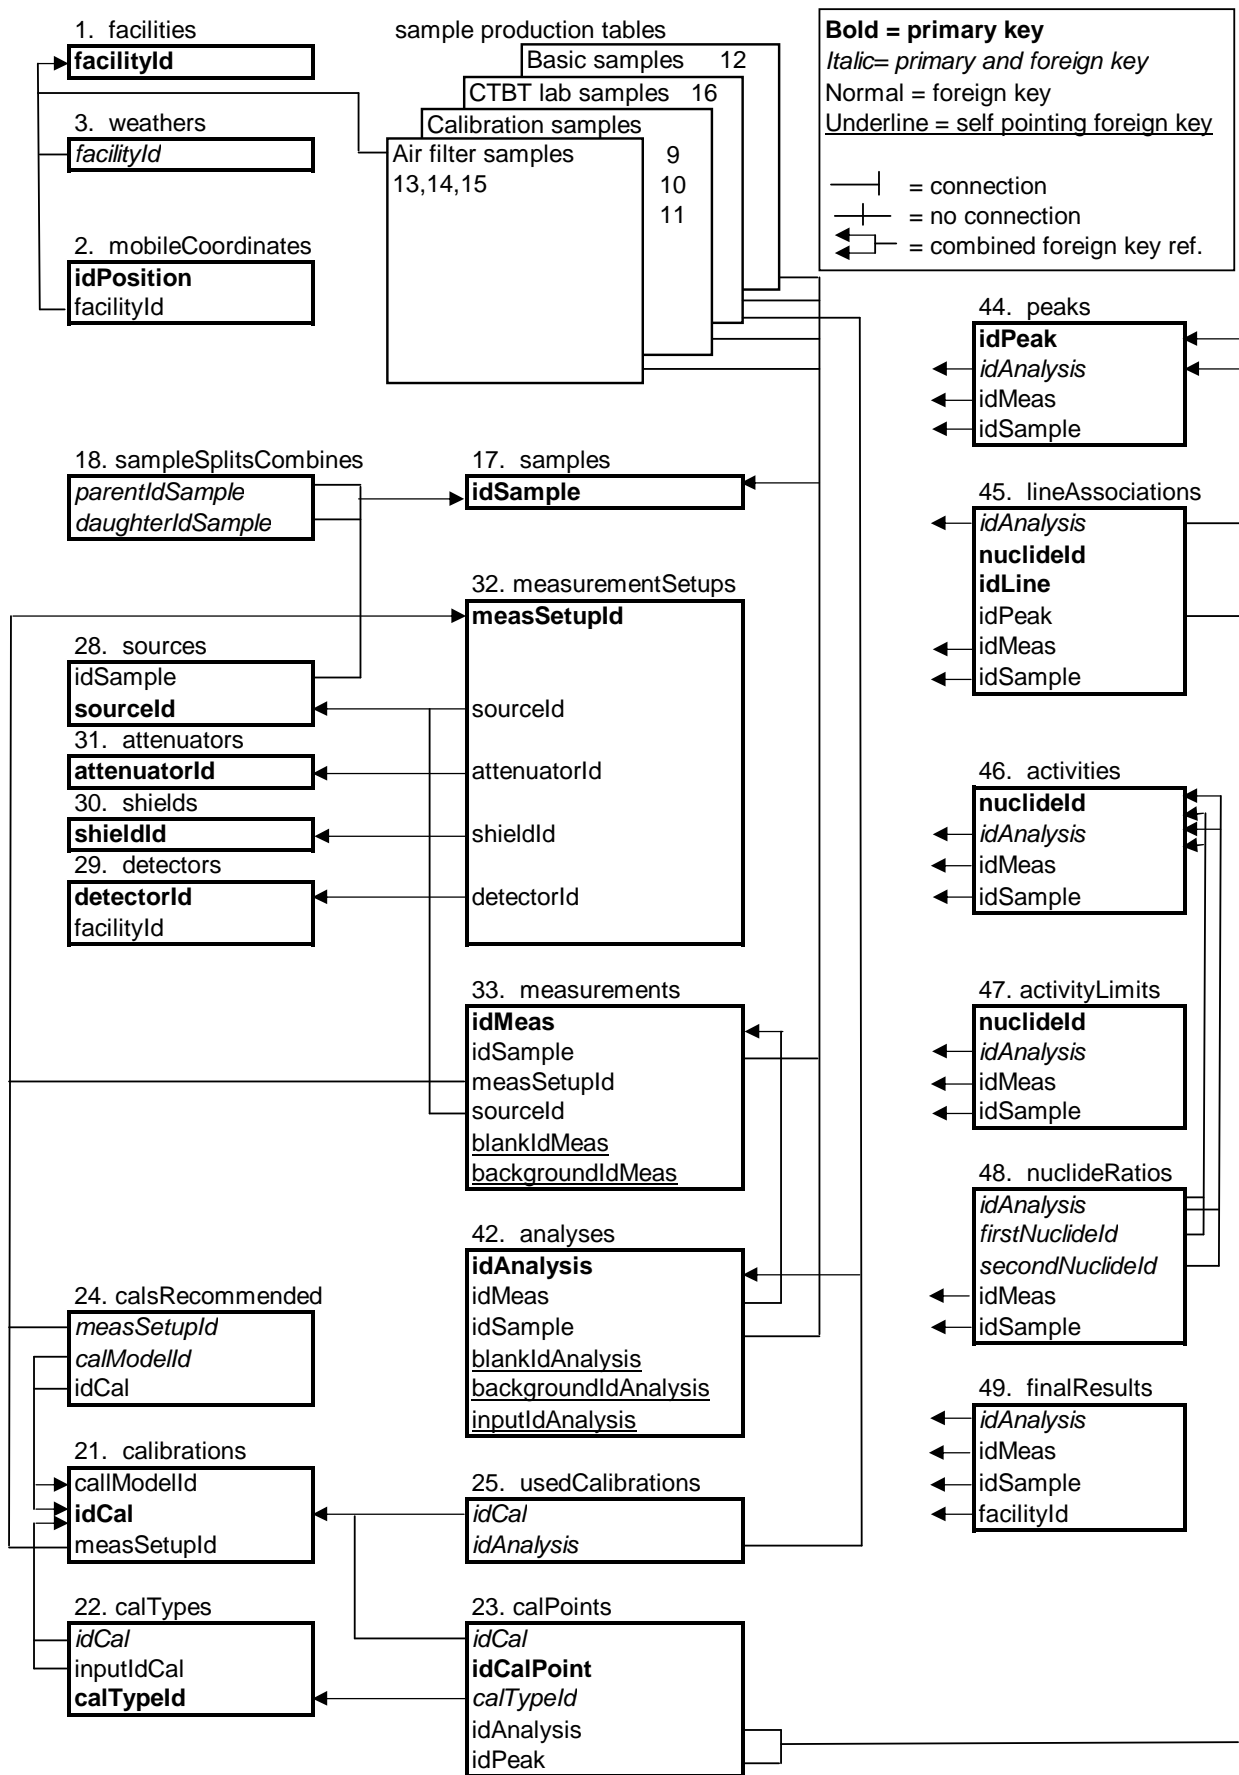 1. facilities
facilityId
3. weathers
facilityId
2. mobileCoordinates
idPosition
facilityId
sample production tables
Basic samples 12
CTBT lab samples 16
Calibration samples
9
10
11
Air filter samples
13,14,15
Bold = primary key
Italic= primary and foreign key
Normal = foreign key
Underline = self pointing foreign key
= connection
= no connection
= combined foreign key ref.
18. sampleSplitsCombines
parentIdSample
daughterIdSample
17. samples
idSample
28. sources
idSample
sourceId
31. attenuators
attenuatorId
30. shields
shieldId
29. detectors
detectorId
facilityId
32. measurementSetups
measSetupId
sourceId
attenuatorId
shieldId
detectorId
33. measurements
idMeas
idSample
measSetupId
sourceId
blankIdMeas
backgroundIdMeas
42. analyses
idAnalysis
idMeas
idSample
blankIdAnalysis
backgroundIdAnalysis
inputIdAnalysis
24. calsRecommended
measSetupId
calModelId
idCal
21. calibrations
callModelId
idCal
measSetupId
22. calTypes
idCal
inputIdCal
calTypeId
25. usedCalibrations
idCal
idAnalysis
23. calPoints
idCal
idCalPoint
calTypeId
idAnalysis
idPeak
44. peaks
idPeak
idAnalysis
idMeas
idSample
45. lineAssociations
idAnalysis
nuclideId
idLine
idPeak
idMeas
idSample
46. activities
nuclideId
idAnalysis
idMeas
idSample
47. activityLimits
nuclideId
idAnalysis
idMeas
idSample
48. nuclideRatios
idAnalysis
firstNuclideId
secondNuclideId
idMeas
idSample
49. finalResults
idAnalysis
idMeas
idSample
facilityId